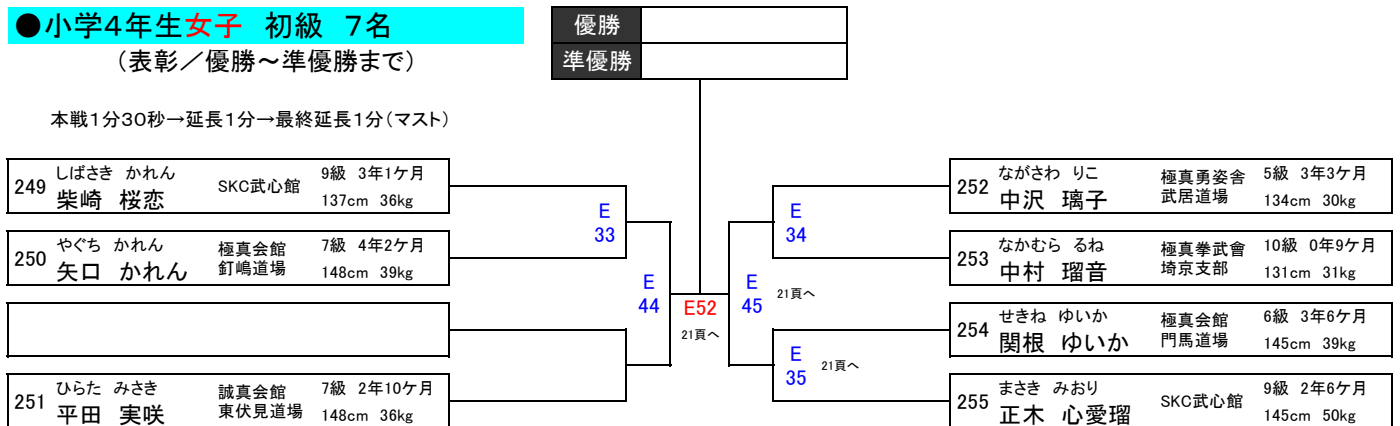 ●小学4年生女子 初級 7名
(表彰/優勝~準優勝まで)
優勝
準優勝
本戦1分30秒→延長1分→最終延長1分(マスト)
249 しばさき かれん 柴崎 桜恋 SKC武心館 9級 3年1ケ月 137cm 36kg
250 やぐち かれん 矢口 かれん 極真会館 釘嶋道場 7級 4年2ケ月 148cm 39kg
251 ひらた みさき 平田 実咲 誠真会館 東伏見道場 7級 2年10ケ月 148cm 36kg
E 33
E 44
E52
21頁へ
E 45
21頁へ
E 34
E 35
21頁へ
252 ながさわ りこ 中沢 璃子 極真勇姿舎 武居道場 5級 3年3ケ月 134cm 30kg
253 なかむら るね 中村 瑠音 極真拳武會 埼京支部 10級 0年9ケ月 131cm 31kg
254 せきね ゆいか 関根 ゆいか 極真会館 門馬道場 6級 3年6ケ月 145cm 39kg
255 まさき みおり 正木 心愛瑠 SKC武心館 9級 2年6ケ月 145cm 50kg